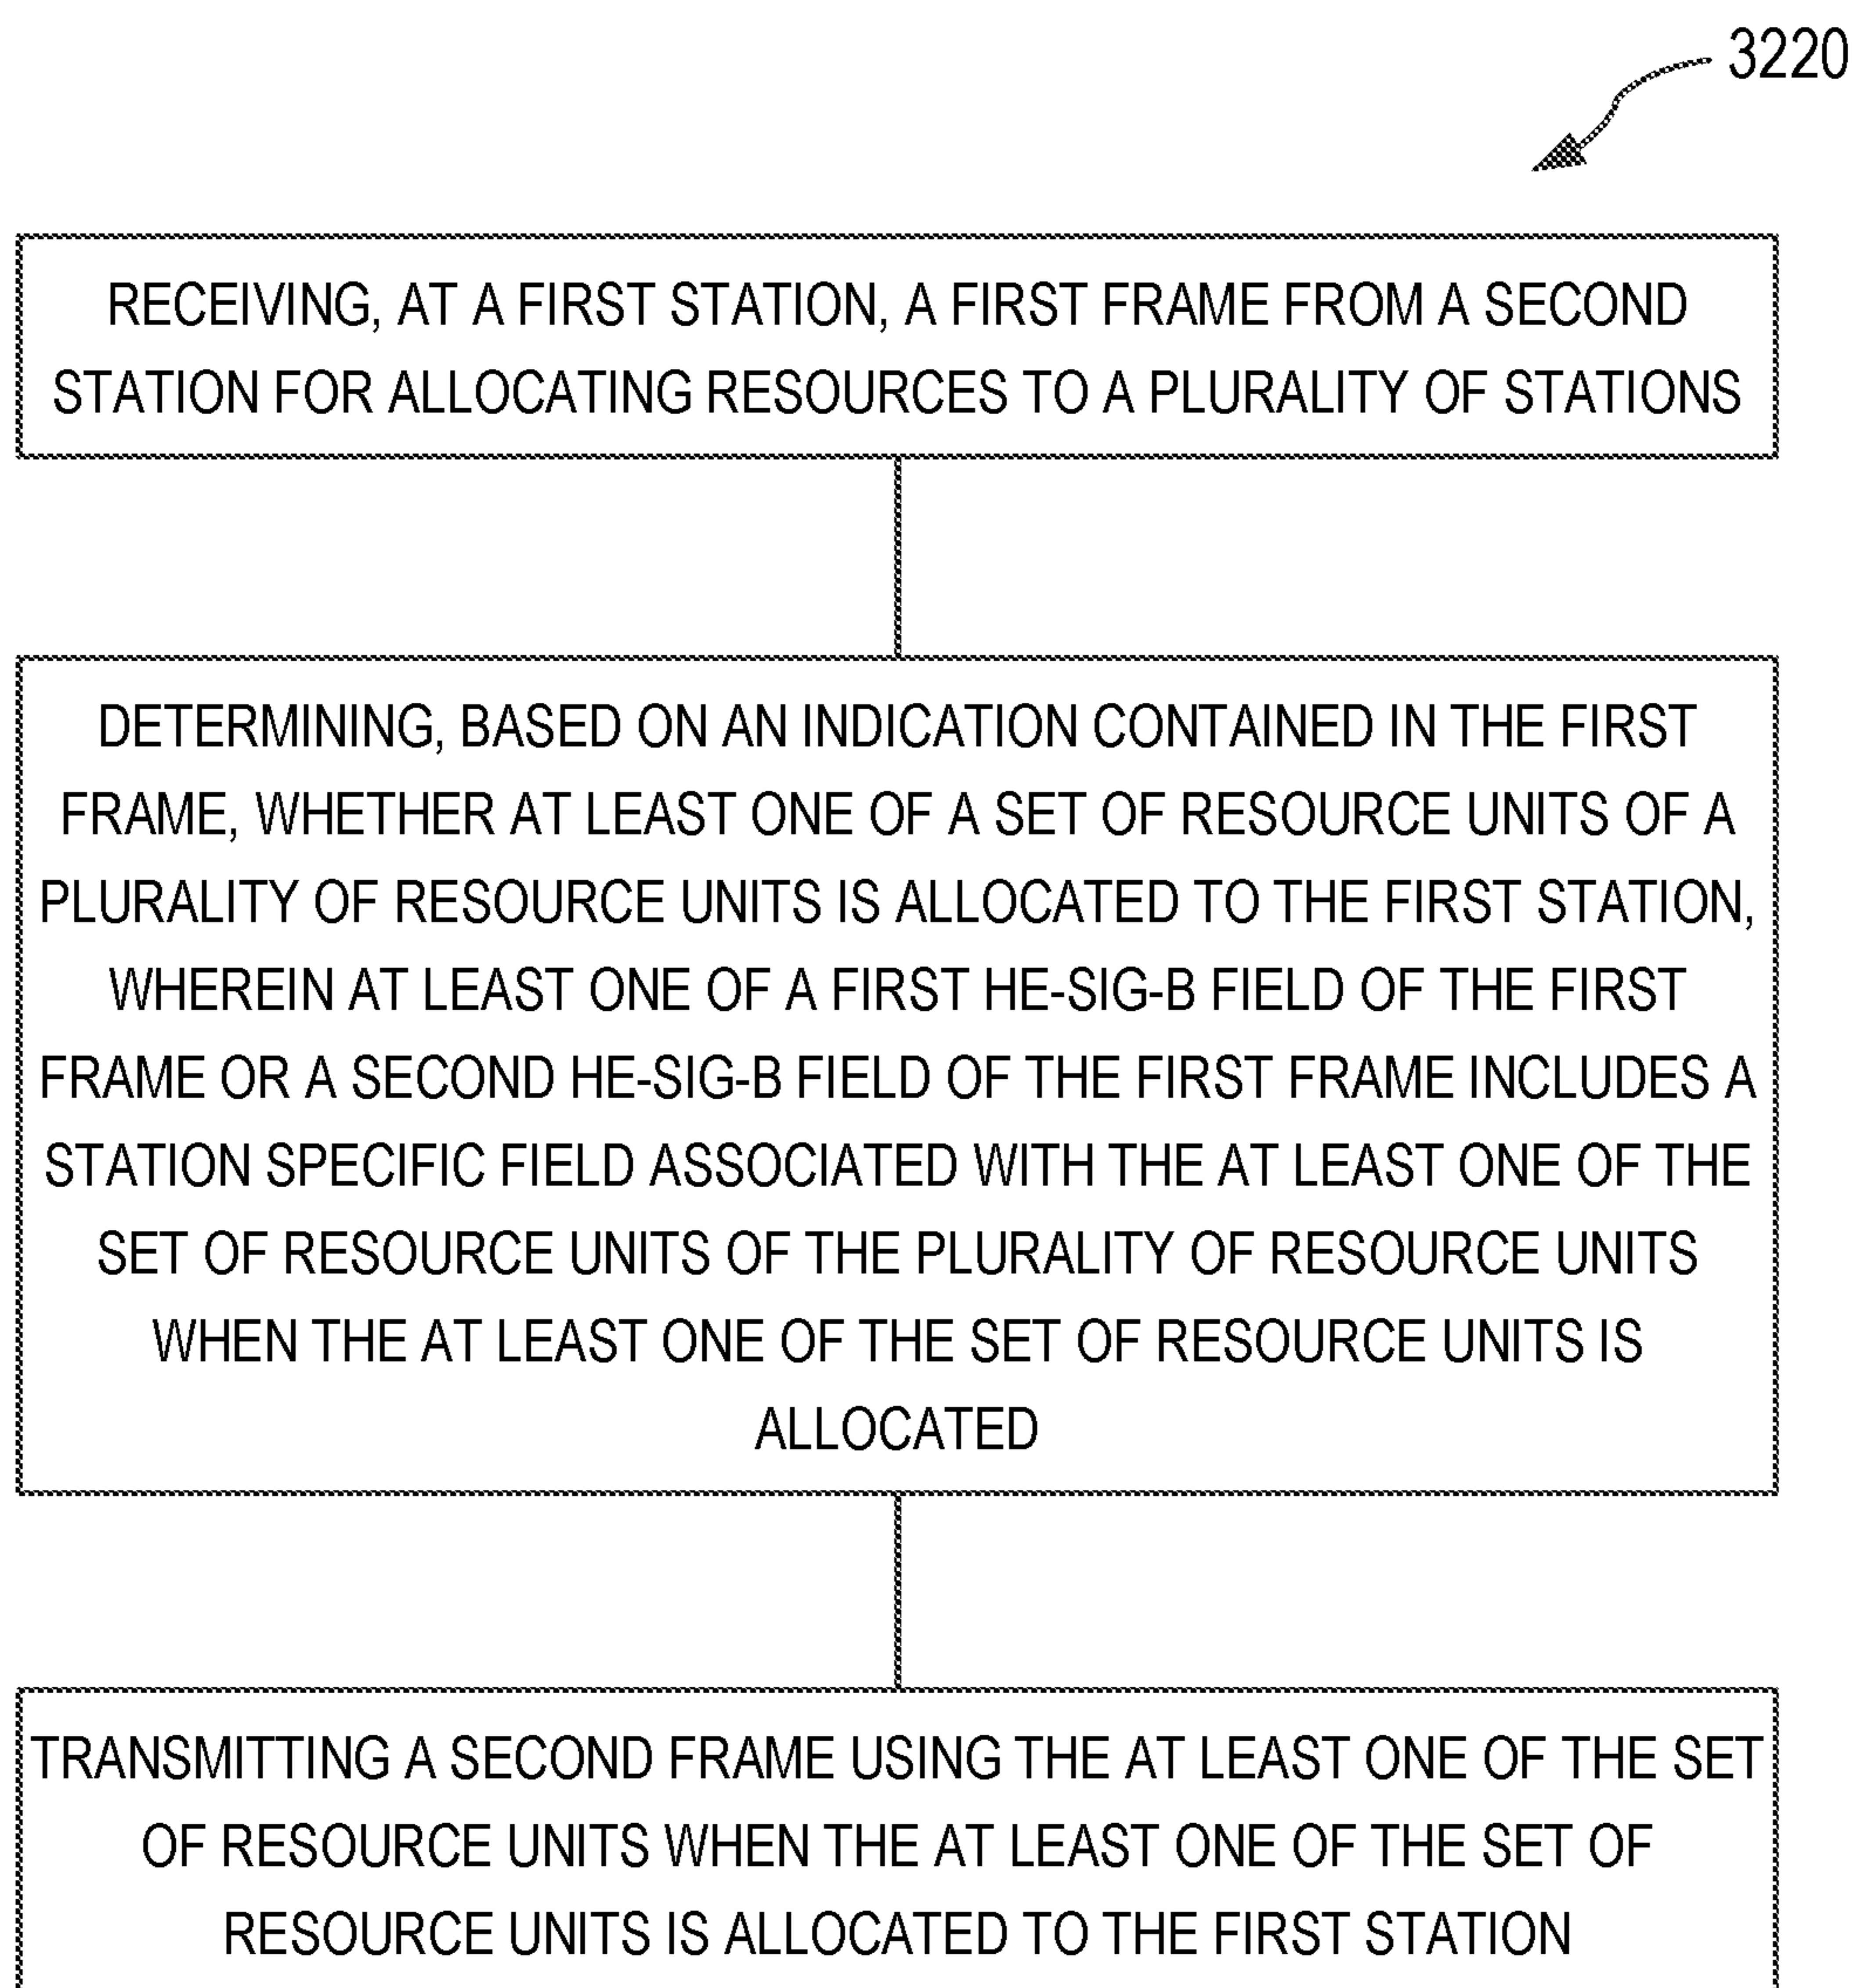 3220
RECEIVING, AT A FIRST STATION, A FIRST FRAME FROM A SECOND
STATION FOR ALLOCATING RESOURCES TO A PLURALITY OF STATIONS
DETERMINING, BASED ON AN INDICATION CONTAINED IN THE FIRST
FRAME, WHETHER AT LEAST ONE OF A SET OF RESOURCE UNITS OF A
PLURALITY OF RESOURCE UNITS IS ALLOCATED TO THE FIRST STATION,
WHEREIN AT LEAST ONE OF A FIRST HE-SIG-B FIELD OF THE FIRST
FRAME OR A SECOND HE-SIG-B FIELD OF THE FIRST FRAME INCLUDES A
STATION SPECIFIC FIELD ASSOCIATED WITH THE AT LEAST ONE OF THE
SET OF RESOURCE UNITS OF THE PLURALITY OF RESOURCE UNITS
WHEN THE AT LEAST ONE OF THE SET OF RESOURCE UNITS IS
ALLOCATED
TRANSMITTING A SECOND FRAME USING THE AT LEAST ONE OF THE SET
OF RESOURCE UNITS WHEN THE AT LEAST ONE OF THE SET OF
RESOURCE UNITS IS ALLOCATED TO THE FIRST STATION